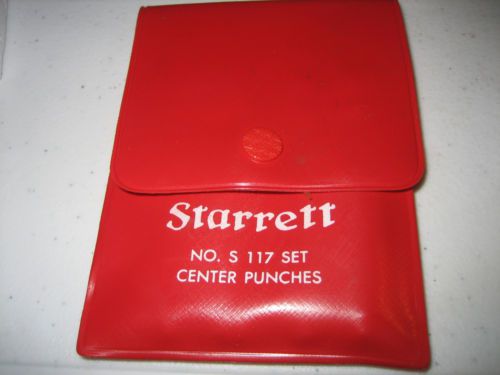 Starrett
NO. S 117 SET
CENTER PUNCHES